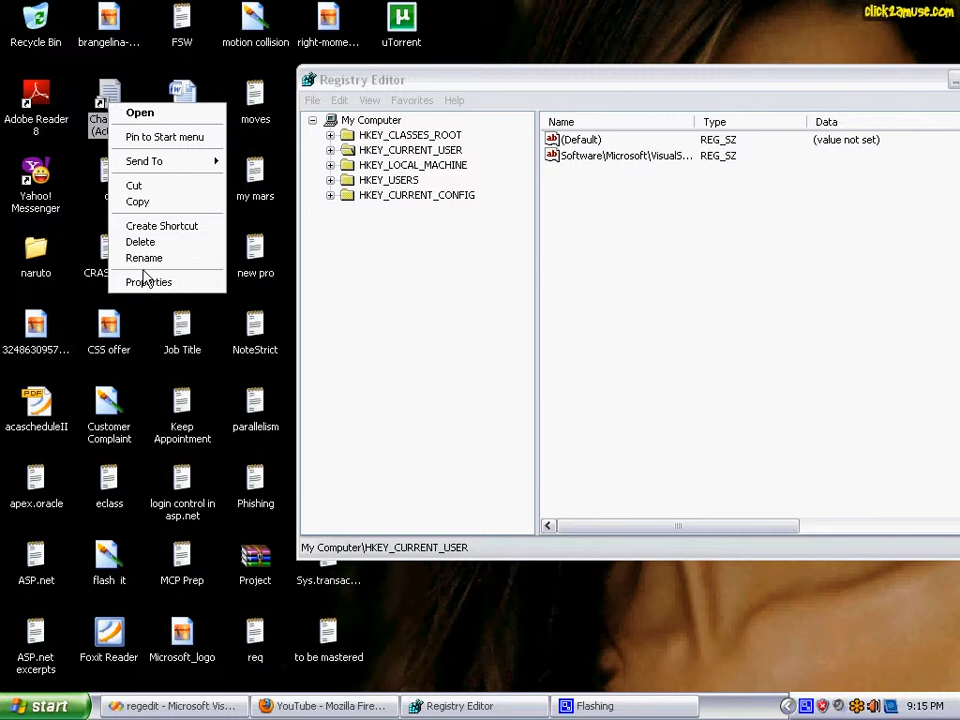 click2amuse.com
Recycle Bin
brangelina-...
FSW
motion collision
right-mome...
uTorrent
Registry Editor
File Edit View Favorites Help
Adobe Reader
8
Cha
(Act
moves
Open
Pin to Start menu
Send To
Cut
Copy
Create Shortcut
Delete
Rename
Properties
My Computer
HKEY_CLASSES_ROOT
HKEY_CURRENT_USER
HKEY_LOCAL_MACHINE
HKEY_USERS
HKEY_CURRENT_CONFIG
Name Type Data
(Default) REG_SZ (value not set)
Software\Microsoft\VisualS... REG_SZ
My Computer\HKEY_CURRENT_USER
Yahoo!
Messenger
my mars
naruto
CRAS
new pro
3248630957...
CSS offer
Job Title
NoteStrict
acascheduleII
Customer
Complaint
Keep
Appointment
parallelism
apex.oracle
eclass
login control in
asp.net
Phishing
ASP.net
flash it
MCP Prep
Project
Sys.transac...
ASP.net
excerpts
Foxit Reader
Microsoft_logo
req
to be mastered
start
regedit - Microsoft Vis...
YouTube - Mozilla Fire...
Registry Editor
Flashing
9:15 PM